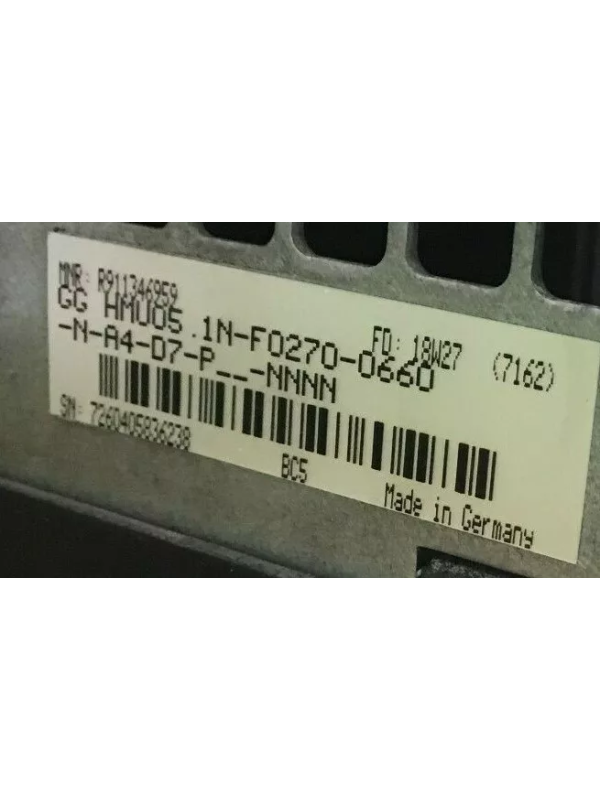 MNR: R911346959 FD: 18W27 (7162)
GG HMU05.1N-F0270-0660
-N-A4-D7-P__-NNNN
SN: 7260405836238 BC5 Made in Germany